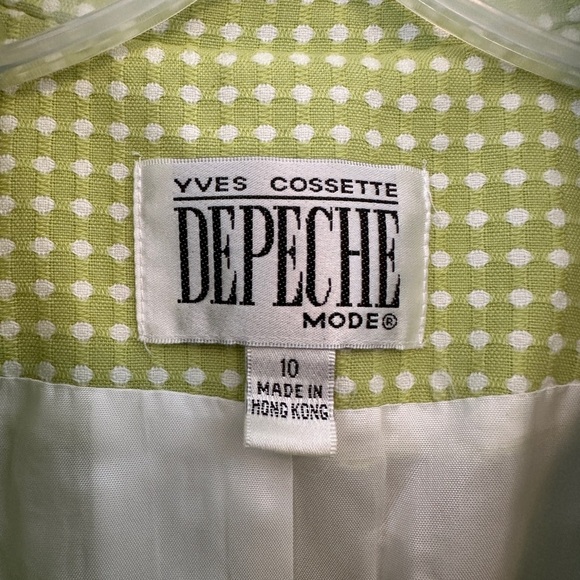 YVES COSSETTE
DEPECHE
MODE®
10
MADE IN
HONG KONG